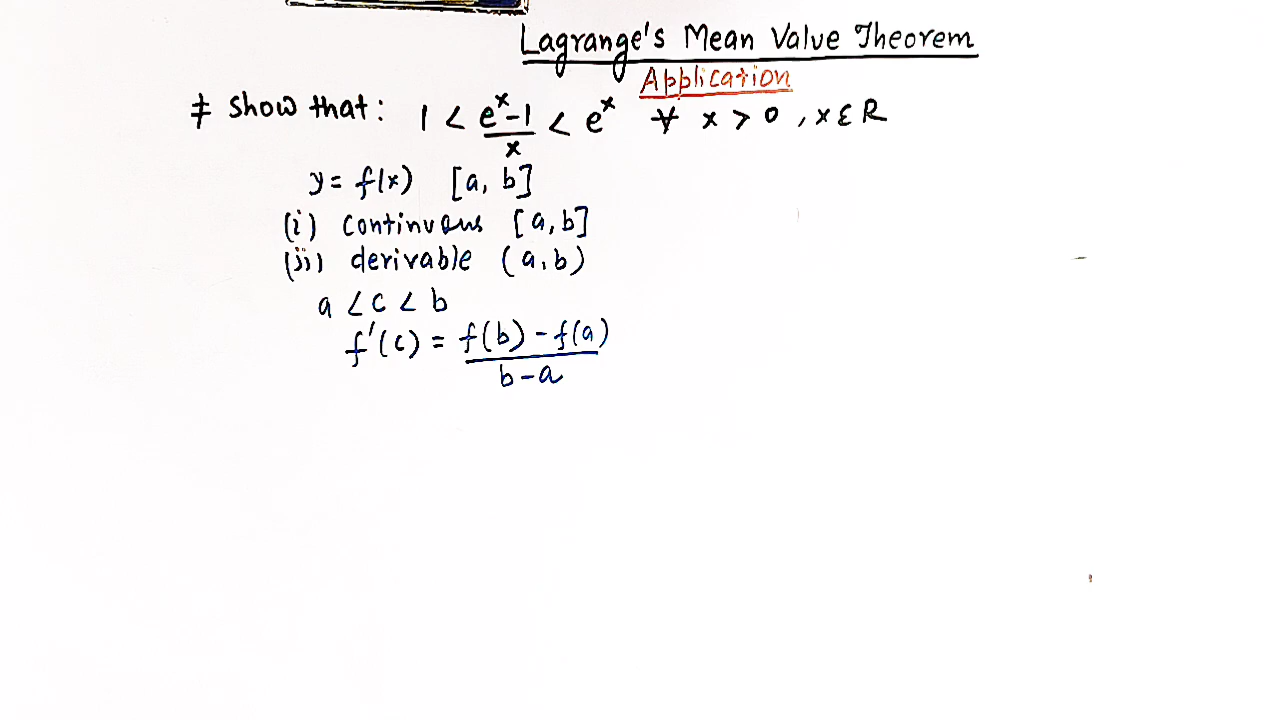 Lagrange's Mean Value Theorem
Application
≠ Show that: 1 < (e^x - 1)/x < e^x ∀ x > 0, x ε R
y = f(x) [a, b]
(i) continuous [a, b]
(ii) derivable (a, b)
a < c < b
f'(c) = (f(b) - f(a))/(b - a)